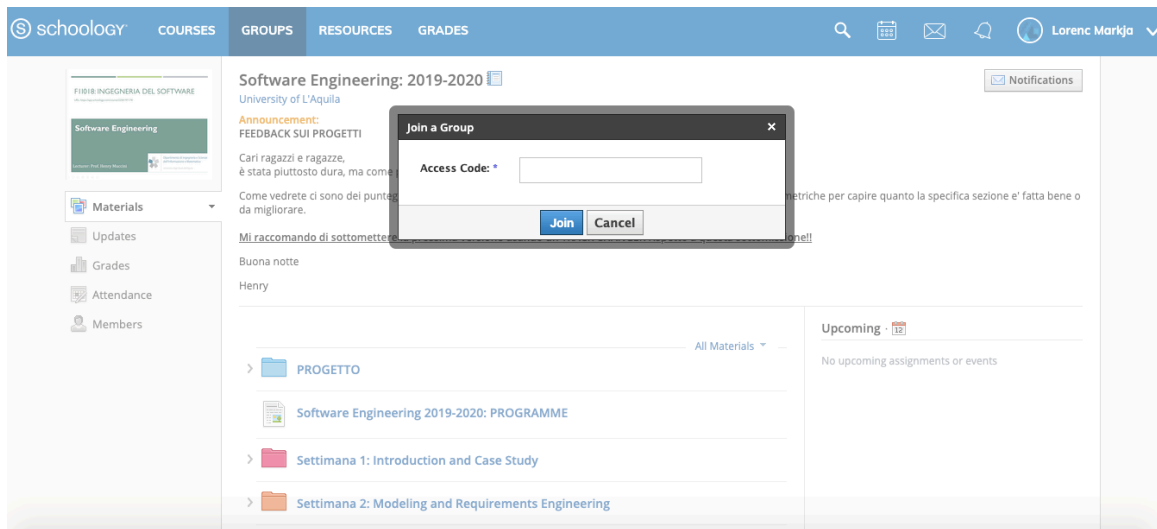 schoology COURSES GROUPS RESOURCES GRADES Lorenc Markja
FI1018: INGEGNERIA DEL SOFTWARE
Software Engineering
Software Engineering: 2019-2020
Notifications
University of L'Aquila
Announcement:
FEEDBACK SUI PROGETTI
Cari ragazzi e ragazze,
è stata piuttosto dura, ma come
Come vedrete ci sono dei punteg
metriche per capire quanto la specifica sezione e' fatta bene o
da migliorare.
Mi raccomando di sottomettere
Buona notte
Henry
Join a Group ×
Access Code: *
Join Cancel
Materials
Updates
Grades
Attendance
Members
All Materials
PROGETTO
Software Engineering 2019-2020: PROGRAMME
Settimana 1: Introduction and Case Study
Settimana 2: Modeling and Requirements Engineering
Upcoming · 12
No upcoming assignments or events